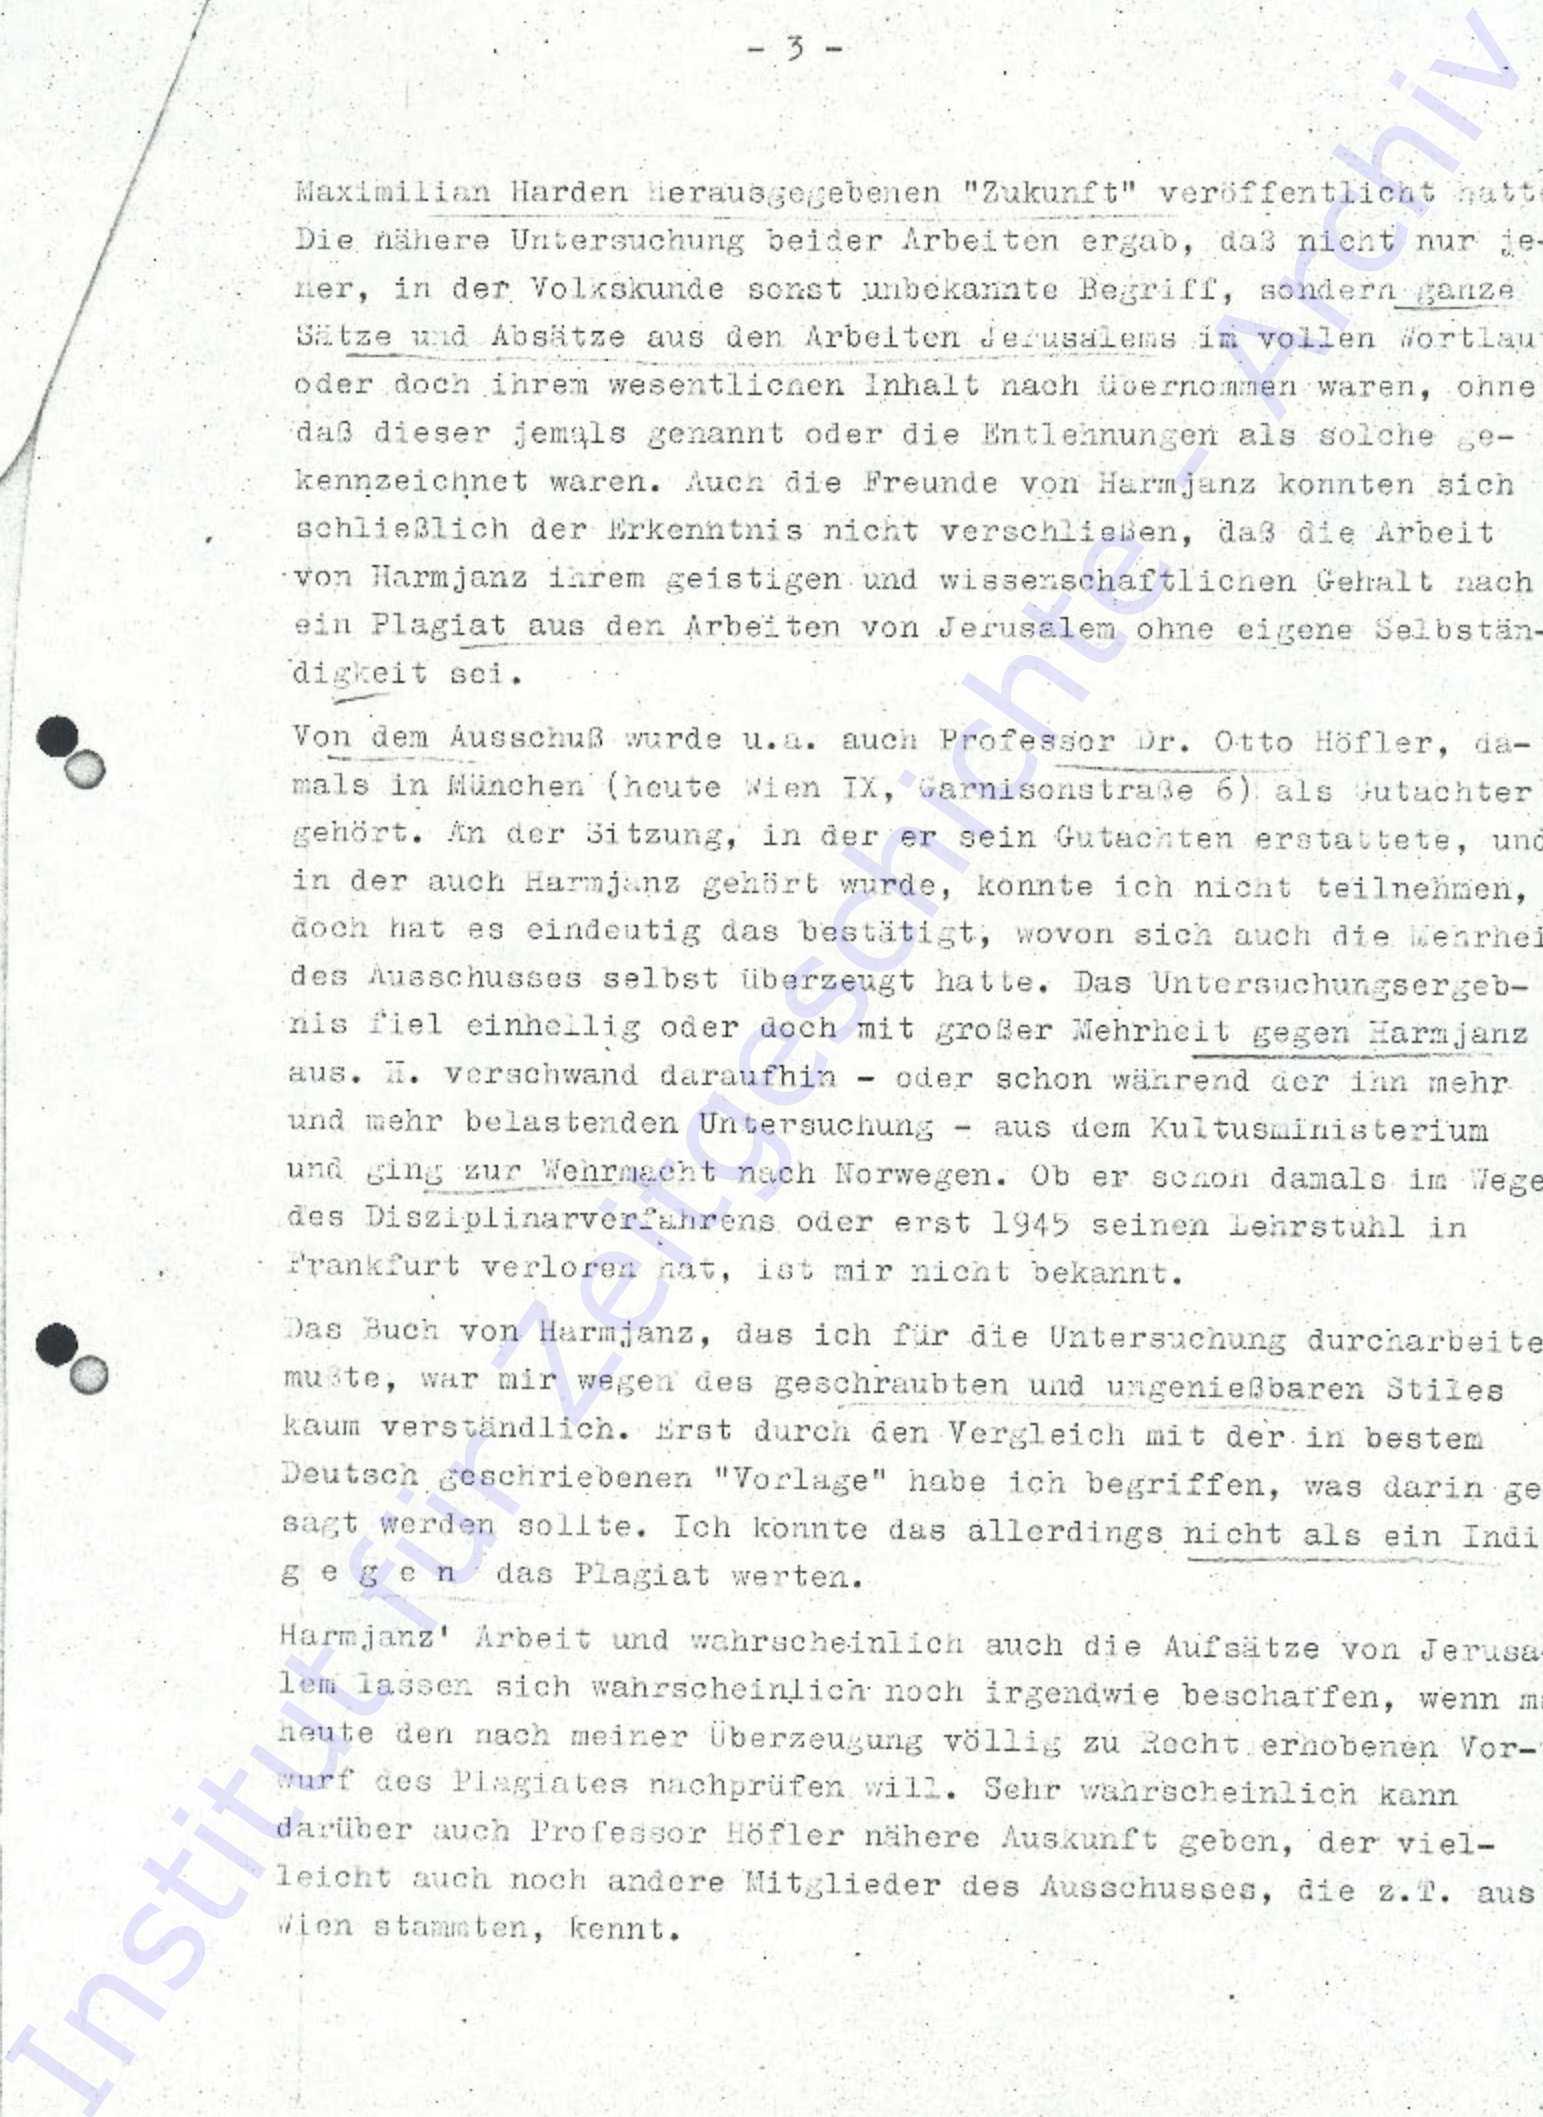 - 3 -
Maximilian Harden herausgegebenen "Zukunft" veröffentlicht hatte
Die nähere Untersuchung beider Arbeiten ergab, daß nicht nur je-
ner, in der Volkskunde sonst unbekannte Begriff, sondern ganze
Sätze und Absätze aus den Arbeiten Jerusalems im vollen Wortlau
oder doch ihrem wesentlichen Inhalt nach übernommen waren, ohne
daß dieser jemals genannt oder die Entlehnungen als solche ge-
kennzeichnet waren. Auch die Freunde von Harmjanz konnten sich
schließlich der Erkenntnis nicht verschließen, daß die Arbeit
von Harmjanz ihrem geistigen und wissenschaftlichen Gehalt nach
ein Plagiat aus den Arbeiten von Jerusalem ohne eigene Selbstän-
digkeit sei.
Von dem Ausschuß wurde u.a. auch Professor Dr. Otto Höfler, da-
mals in München (heute Wien IX, Garnisonstraße 6) als Gutachter
gehört. An der Sitzung, in der er sein Gutachten erstattete, und
in der auch Harmjanz gehört wurde, konnte ich nicht teilnehmen,
doch hat es eindeutig das bestätigt, wovon sich auch die Mehrhei
des Ausschusses selbst überzeugt hatte. Das Untersuchungsergeb-
nis fiel einhellig oder doch mit großer Mehrheit gegen Harmjanz
aus. H. verschwand daraufhin - oder schon während der ihn mehr
und mehr belastenden Untersuchung - aus dem Kultusministerium
und ging zur Wehrmacht nach Norwegen. Ob er schon damals im Wege
des Disziplinarverfahrens oder erst 1945 seinen Lehrstuhl in
Frankfurt verloren hat, ist mir nicht bekannt.
Das Buch von Harmjanz, das ich für die Untersuchung durcharbeite
mußte, war mir wegen des geschraubten und ungenießbaren Stiles
kaum verständlich. Erst durch den Vergleich mit der in bestem
Deutsch geschriebenen "Vorlage" habe ich begriffen, was darin ge
sagt werden sollte. Ich konnte das allerdings nicht als ein Indi
g e g e n das Plagiat werten.
Harmjanz' Arbeit und wahrscheinlich auch die Aufsätze von Jerusa-
lem lassen sich wahrscheinlich noch irgendwie beschaffen, wenn m
heute den nach meiner Überzeugung völlig zu Recht erhobenen Vor-
wurf des Plagiates nachprüfen will. Sehr wahrscheinlich kann
darüber auch Professor Höfler nähere Auskunft geben, der viel-
leicht auch noch andere Mitglieder des Ausschusses, die z.T. aus
Wien stammten, kennt.
Institut für Zeitgeschichte - Archiv